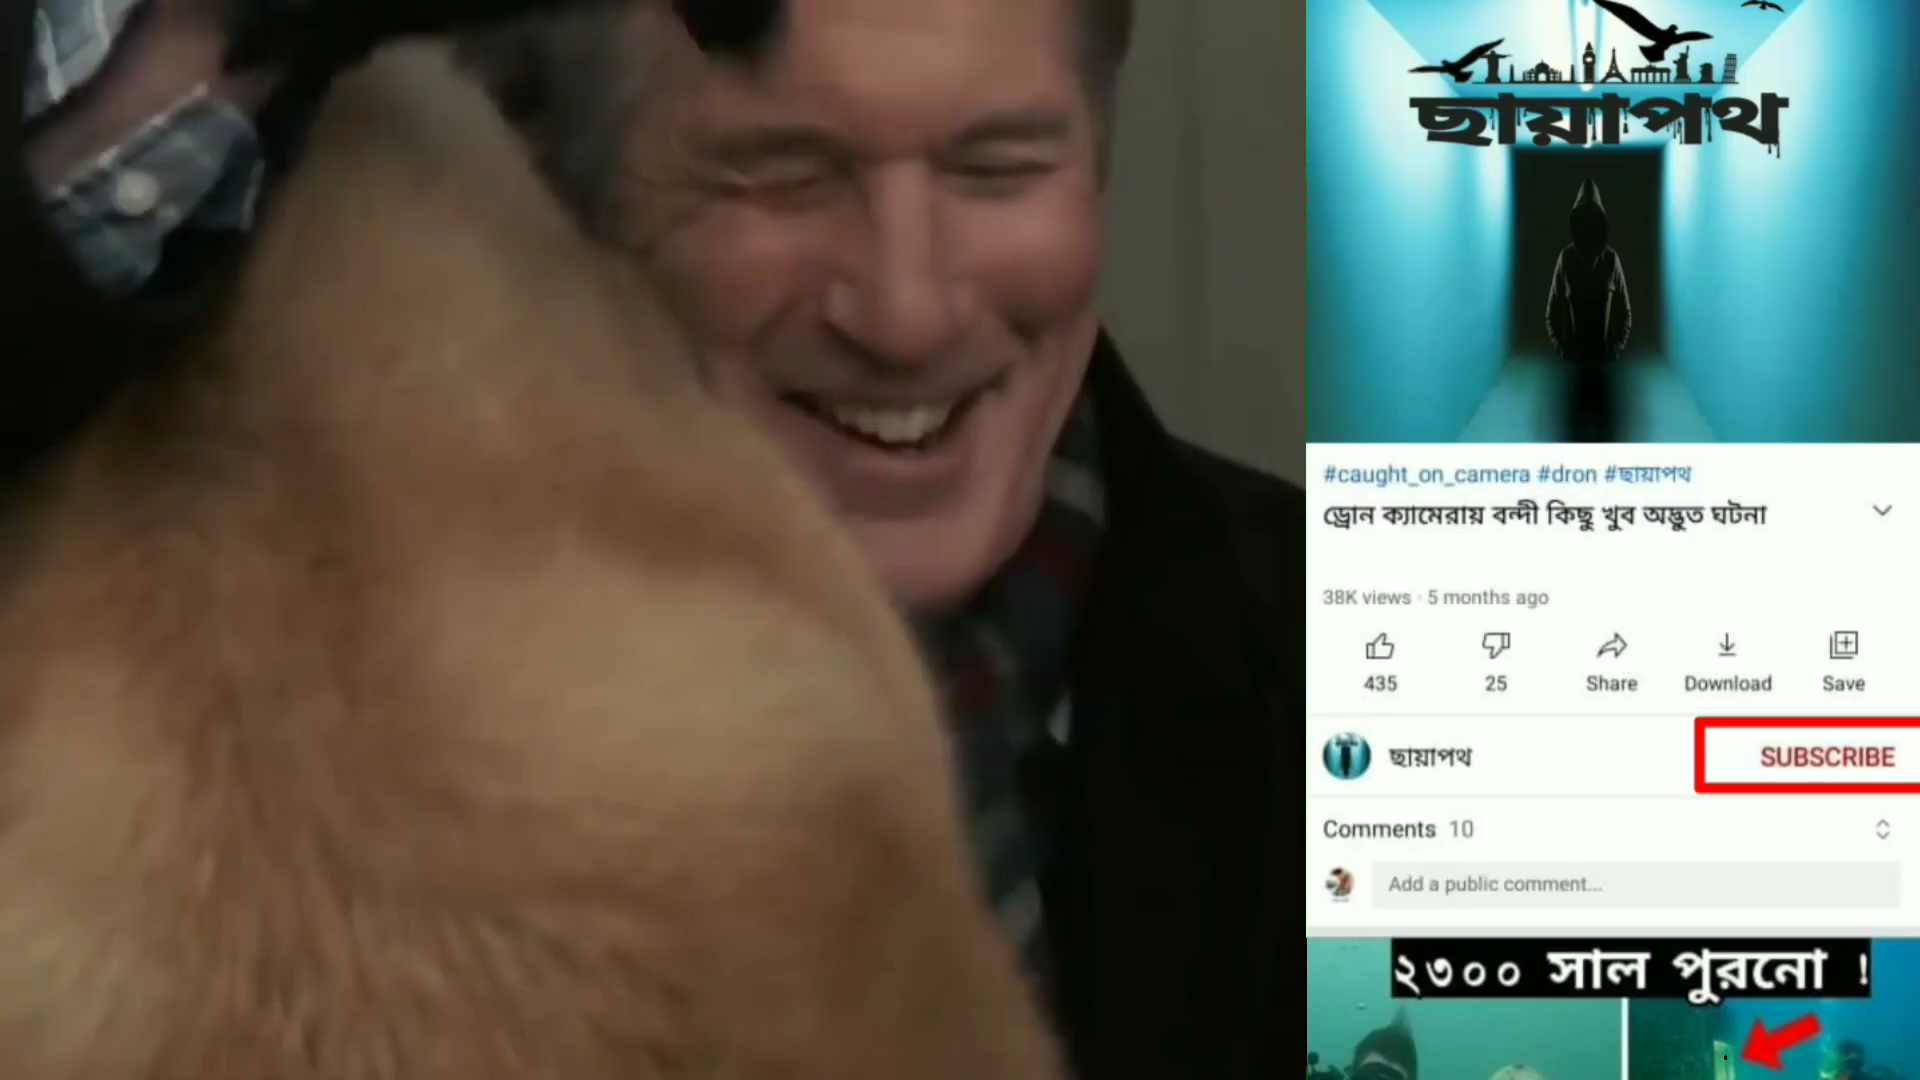 ছায়াপথ
#caught_on_camera #dron #ছায়াপথ
ড্রোন ক্যামেরায় বন্দী কিছু খুব অদ্ভুত ঘটনা
38K views · 5 months ago
435 25 Share Download Save
ছায়াপথ SUBSCRIBE
Comments 10
Add a public comment...
২৩০০ সাল পুরনো !